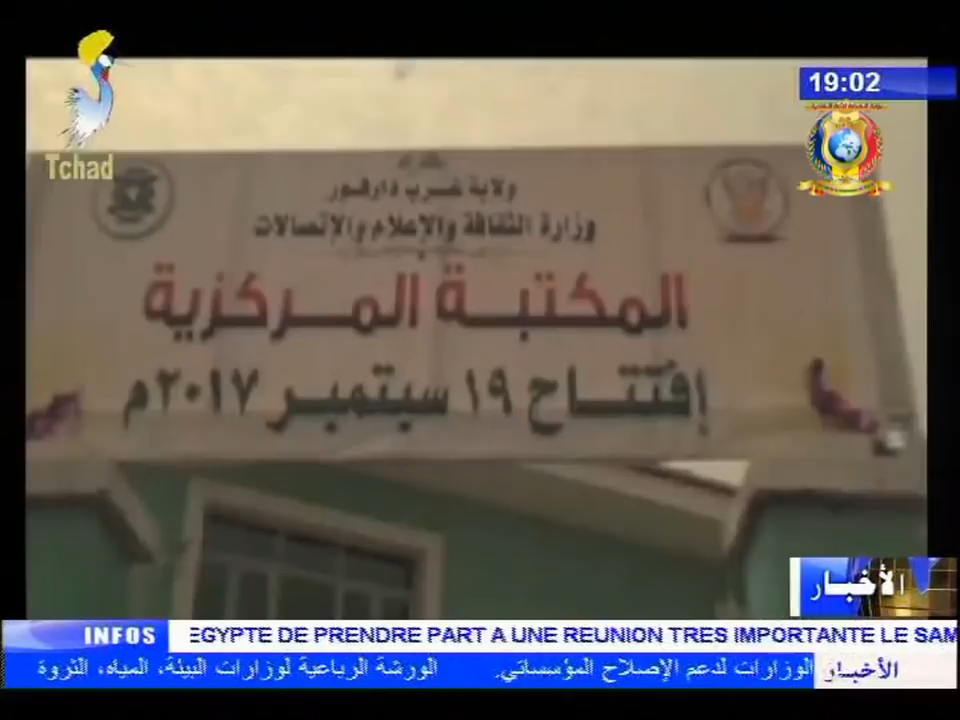 Tchad
19:02
ولاية غرب دارفور
وزارة الثقافة والإعلام والإتصالات
المكتبة المركزية
إفتتاح ١٩ سبتمبر ٢٠١٧م
الأخبار
INFOS EGYPTE DE PRENDRE PART A UNE REUNION TRES IMPORTANTE LE SAM
الأخبار الوزارات لدعم الإصلاح المؤسساتي. الورشة الرباعية لوزارات البيئة، المياه، الثروة